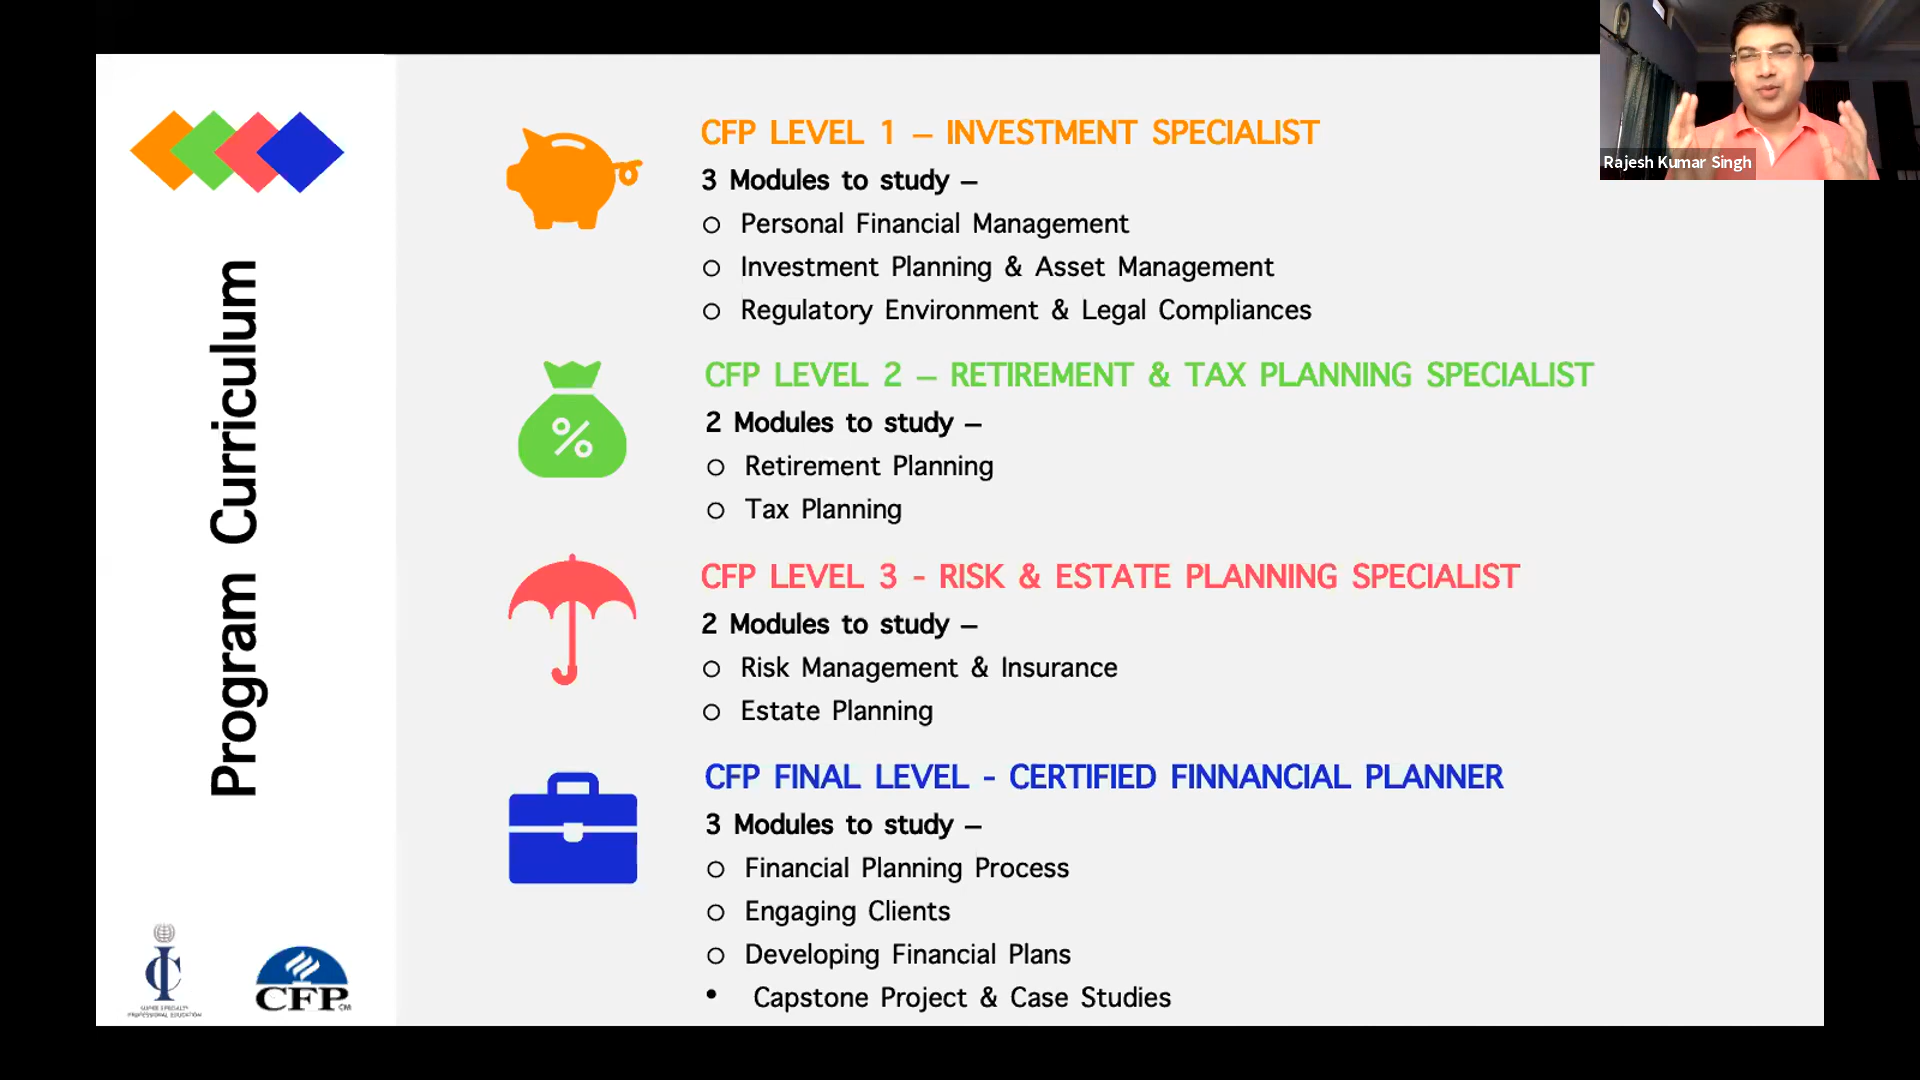 Program Curriculum
CFP LEVEL 1 – INVESTMENT SPECIALIST
3 Modules to study –
Personal Financial Management
Investment Planning & Asset Management
Regulatory Environment & Legal Compliances
CFP LEVEL 2 – RETIREMENT & TAX PLANNING SPECIALIST
2 Modules to study –
Retirement Planning
Tax Planning
CFP LEVEL 3 - RISK & ESTATE PLANNING SPECIALIST
2 Modules to study –
Risk Management & Insurance
Estate Planning
CFP FINAL LEVEL - CERTIFIED FINNANCIAL PLANNER
3 Modules to study –
Financial Planning Process
Engaging Clients
Developing Financial Plans
• Capstone Project & Case Studies
Rajesh Kumar Singh
%
PROFESSIONAL EDUCATION
CFP CM